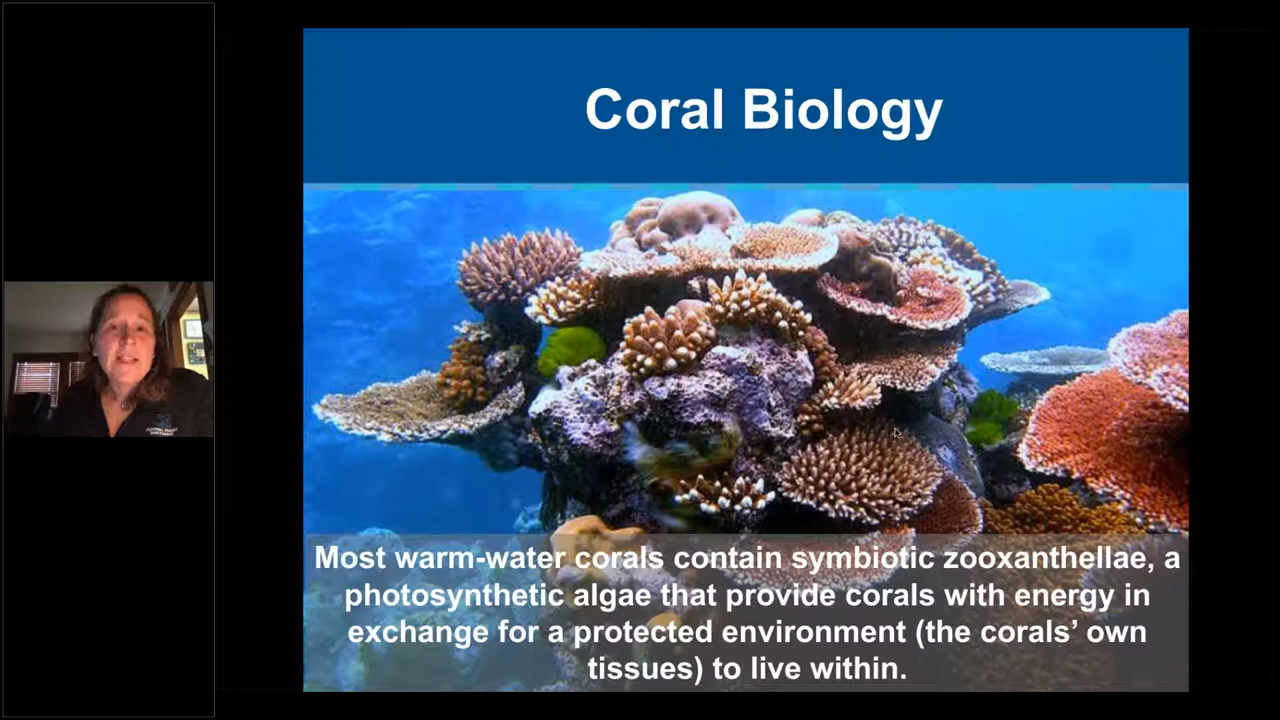 Coral Biology
Most warm-water corals contain symbiotic zooxanthellae, a
photosynthetic algae that provide corals with energy in
exchange for a protected environment (the corals’ own
tissues) to live within.